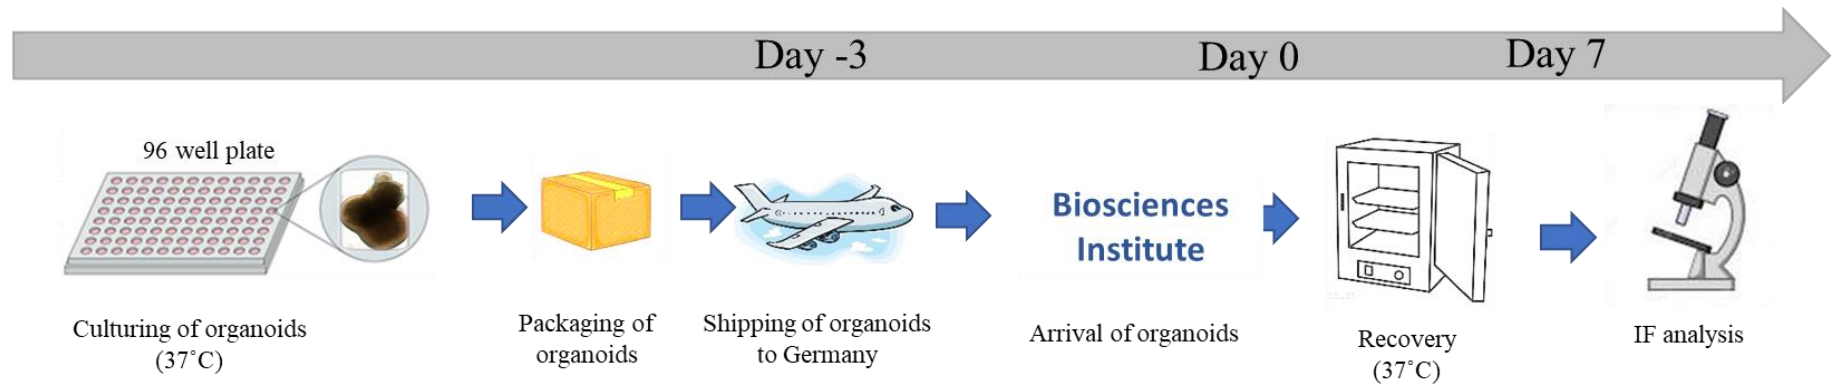 Day -3
Day 0
Day 7
96 well plate
Culturing of organoids
(37˚C)
Packaging of
organoids
Shipping of organoids
to Germany
Biosciences
Institute
Arrival of organoids
Recovery
(37˚C)
IF analysis